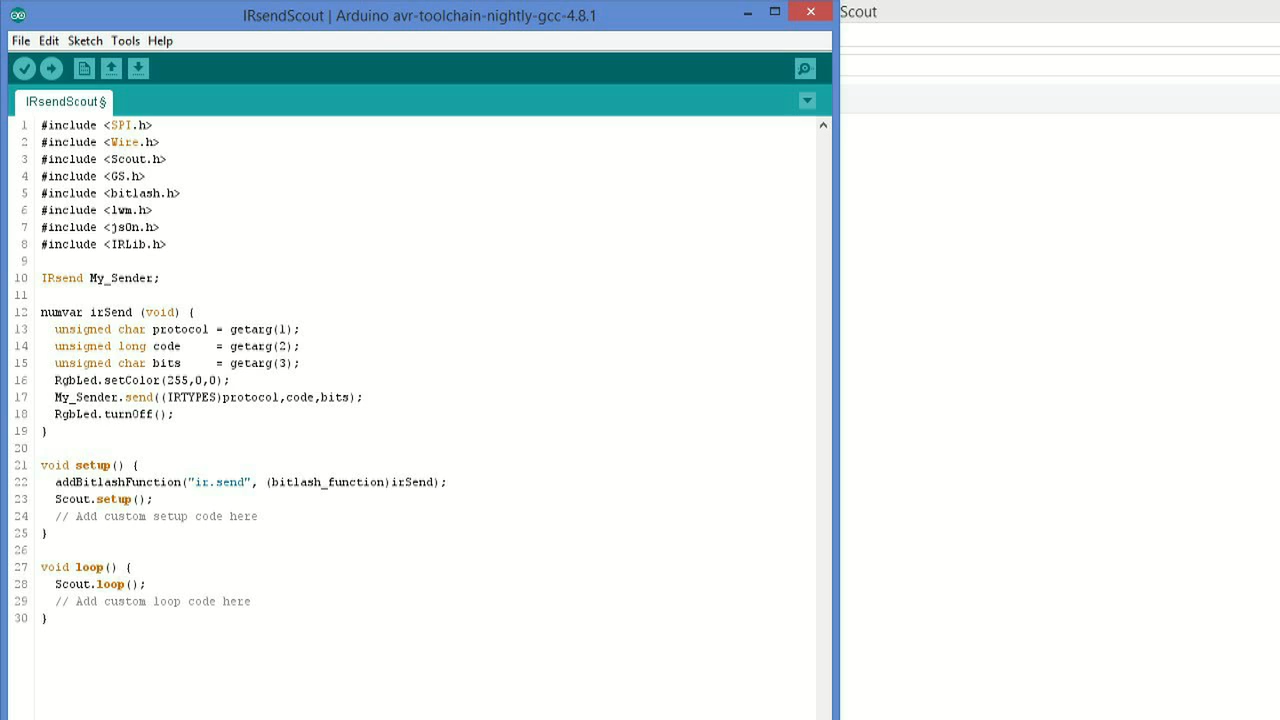 IRsendScout | Arduino avr-toolchain-nightly-gcc-4.8.1
Scout
File Edit Sketch Tools Help
IRsendScout§
1 #include <SPI.h>
2 #include <Wire.h>
3 #include <Scout.h>
4 #include <GS.h>
5 #include <bitlash.h>
6 #include <lwm.h>
7 #include <js0n.h>
8 #include <IRLib.h>
9
10 IRsend My_Sender;
11
12 numvar irSend (void) {
13   unsigned char protocol = getarg(1);
14   unsigned long code     = getarg(2);
15   unsigned char bits     = getarg(3);
16   RgbLed.setColor(255,0,0);
17   My_Sender.send((IRTYPES)protocol,code,bits);
18   RgbLed.turnOff();
19 }
20
21 void setup() {
22   addBitlashFunction("ir.send", (bitlash_function)irSend);
23   Scout.setup();
24   // Add custom setup code here
25 }
26
27 void loop() {
28   Scout.loop();
29   // Add custom loop code here
30 }